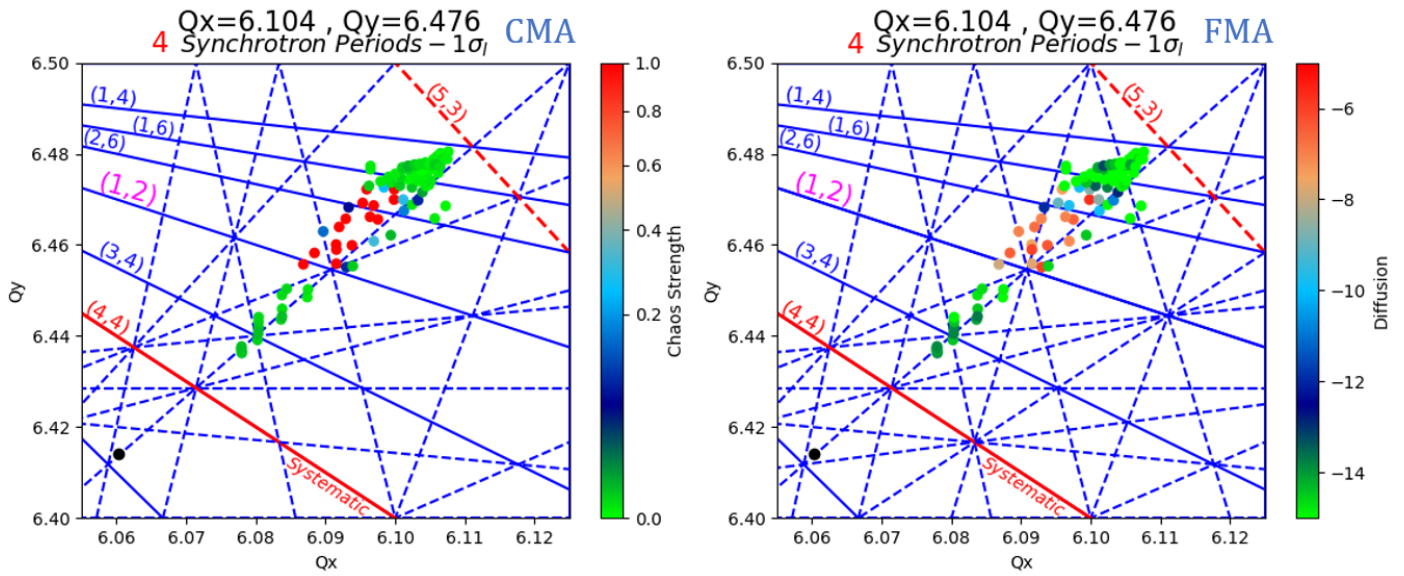 Qx=6.104 , Qy=6.476 CMA
4 Synchrotron Periods − 1σl
6.50
6.48
6.46
6.44
6.42
6.40
Qy
(1,4)
(1,6)
(2,6)
(1,2)
(3,4)
(4,4)
(5,3)
Systematic
6.06 6.07 6.08 6.09 6.10 6.11 6.12
Qx
1.0
0.8
0.6
0.4
0.2
0.0
Chaos Strength
Qx=6.104 , Qy=6.476 FMA
4 Synchrotron Periods − 1σl
6.50
6.48
6.46
6.44
6.42
6.40
Qy
(1,4)
(1,6)
(2,6)
(1,2)
(3,4)
(4,4)
(5,3)
Systematic
6.06 6.07 6.08 6.09 6.10 6.11 6.12
Qx
−6
−8
−10
−12
−14
Diffusion